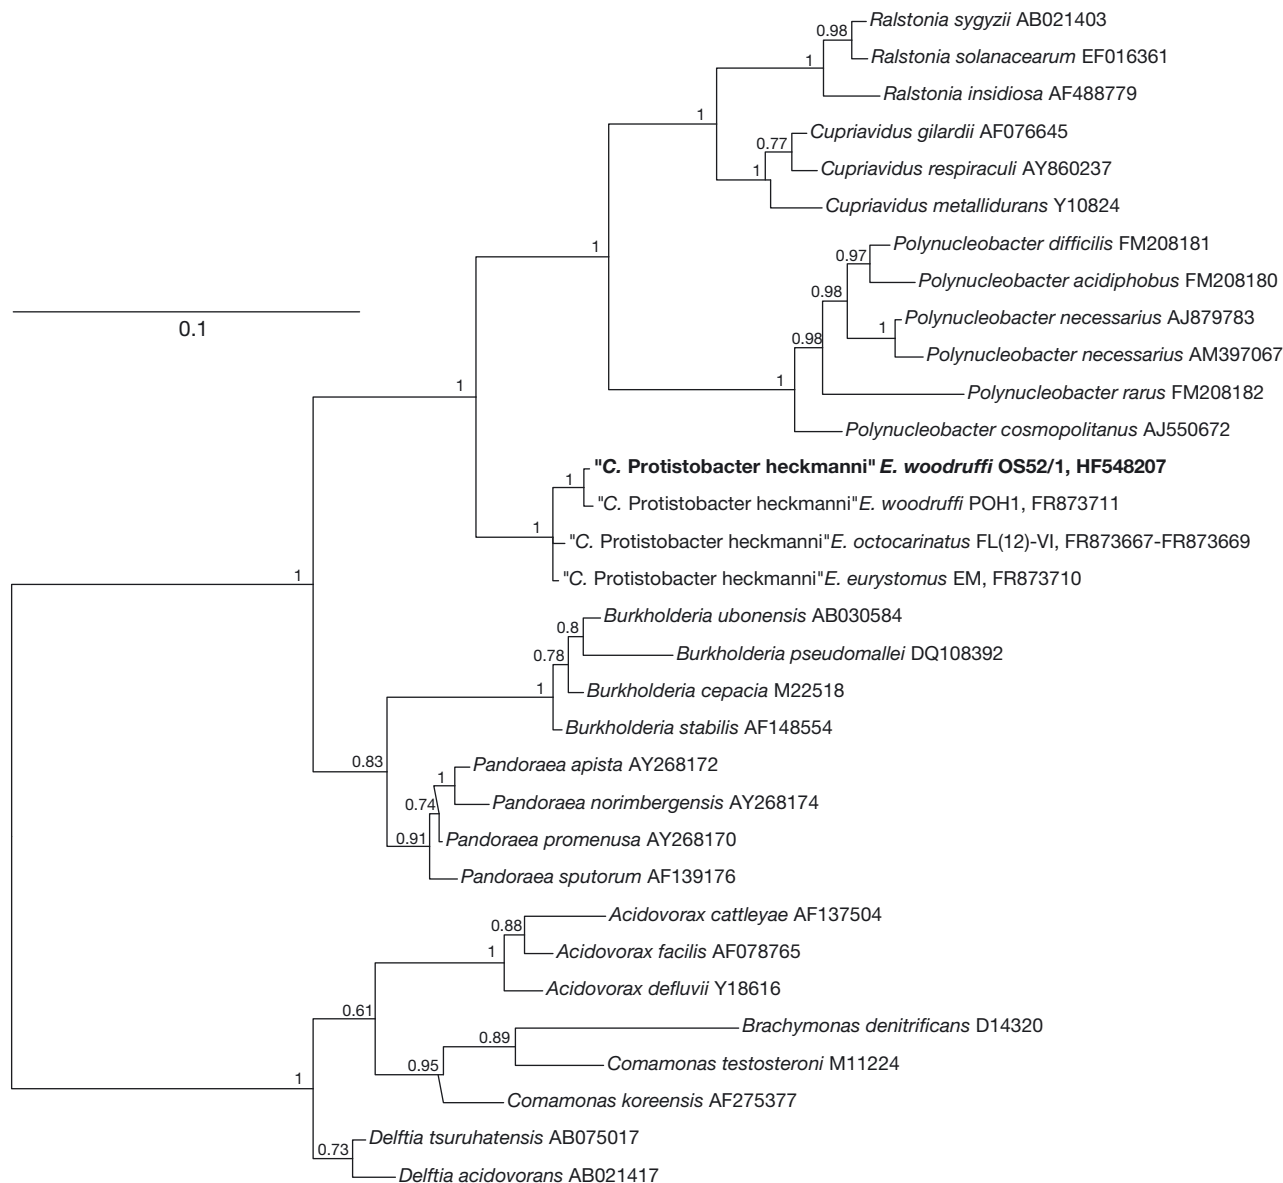 Ralstonia sygyzii AB021403
0.98
Ralstonia solanacearum EF016361
1
Ralstonia insidiosa AF488779
1
Cupriavidus gilardii AF076645
0.77
Cupriavidus respiraculi AY860237
1
Cupriavidus metallidurans Y10824
1
Polynucleobacter difficilis FM208181
0.97
Polynucleobacter acidiphobus FM208180
0.98
Polynucleobacter necessarius AJ879783
0.1
1
0.98
Polynucleobacter necessarius AM397067
1
1
Polynucleobacter rarus FM208182
Polynucleobacter cosmopolitanus AJ550672
"C. Protistobacter heckmanni" E. woodruffi OS52/1, HF548207
1
"C. Protistobacter heckmanni"E. woodruffi POH1, FR873711
1
"C. Protistobacter heckmanni"E. octocarinatus FL(12)-VI, FR873667-FR873669
1
"C. Protistobacter heckmanni"E. eurystomus EM, FR873710
Burkholderia ubonensis AB030584
0.8
Burkholderia pseudomallei DQ108392
0.78
1
Burkholderia cepacia M22518
Burkholderia stabilis AF148554
0.83
Pandoraea apista AY268172
1
Pandoraea norimbergensis AY268174
0.74
0.91
Pandoraea promenusa AY268170
Pandoraea sputorum AF139176
Acidovorax cattleyae AF137504
0.88
1
Acidovorax facilis AF078765
Acidovorax defluvii Y18616
0.61
Brachymonas denitrificans D14320
0.89
0.95
Comamonas testosteroni M11224
1
Comamonas koreensis AF275377
Delftia tsuruhatensis AB075017
0.73
Delftia acidovorans AB021417